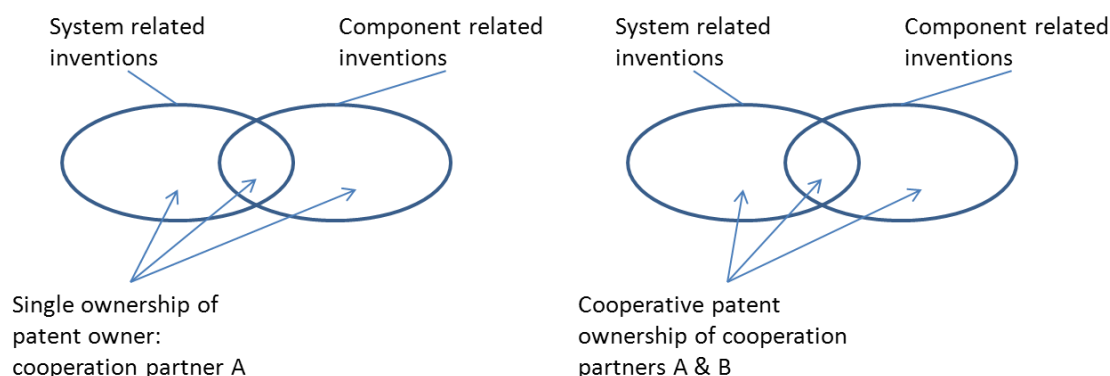 System related
inventions
Component related
inventions
Single ownership of
patent owner:
cooperation partner A
System related
inventions
Component related
inventions
Cooperative patent
ownership of cooperation
partners A & B